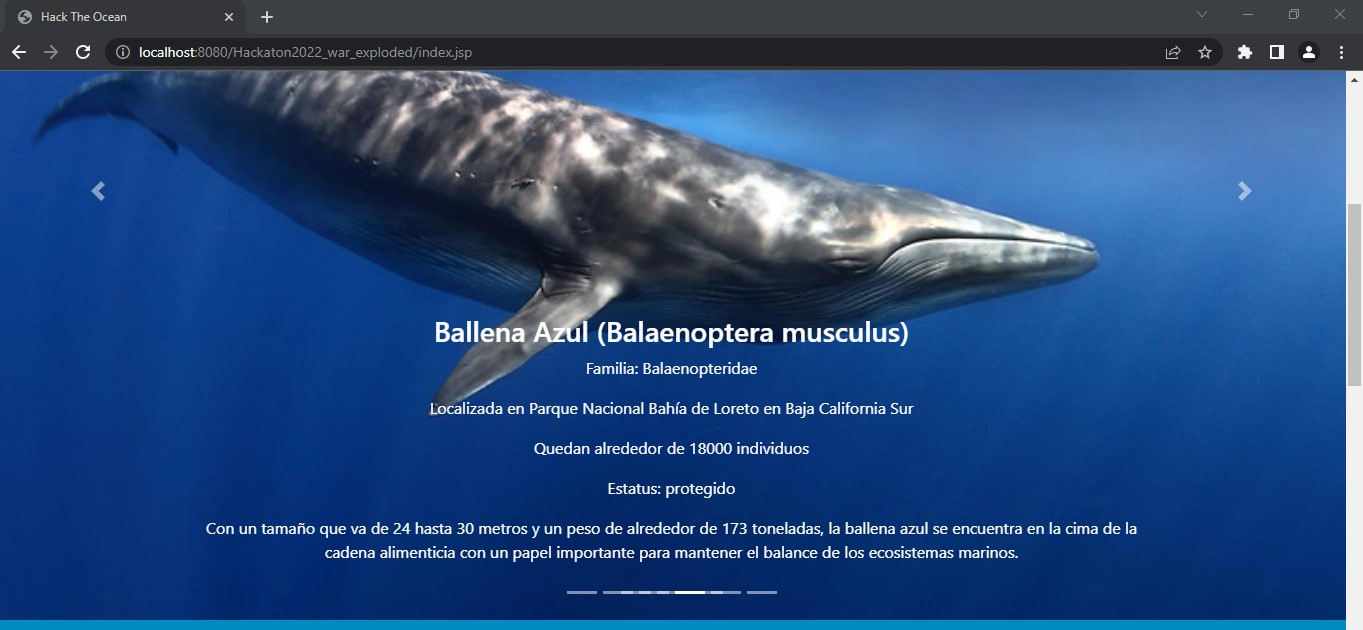 Hack The Ocean
localhost:8080/Hackaton2022_war_exploded/index.jsp
Ballena Azul (Balaenoptera musculus)
Familia: Balaenopteridae
Localizada en Parque Nacional Bahía de Loreto en Baja California Sur
Quedan alrededor de 18000 individuos
Estatus: protegido
Con un tamaño que va de 24 hasta 30 metros y un peso de alrededor de 173 toneladas, la ballena azul se encuentra en la cima de la
cadena alimenticia con un papel importante para mantener el balance de los ecosistemas marinos.